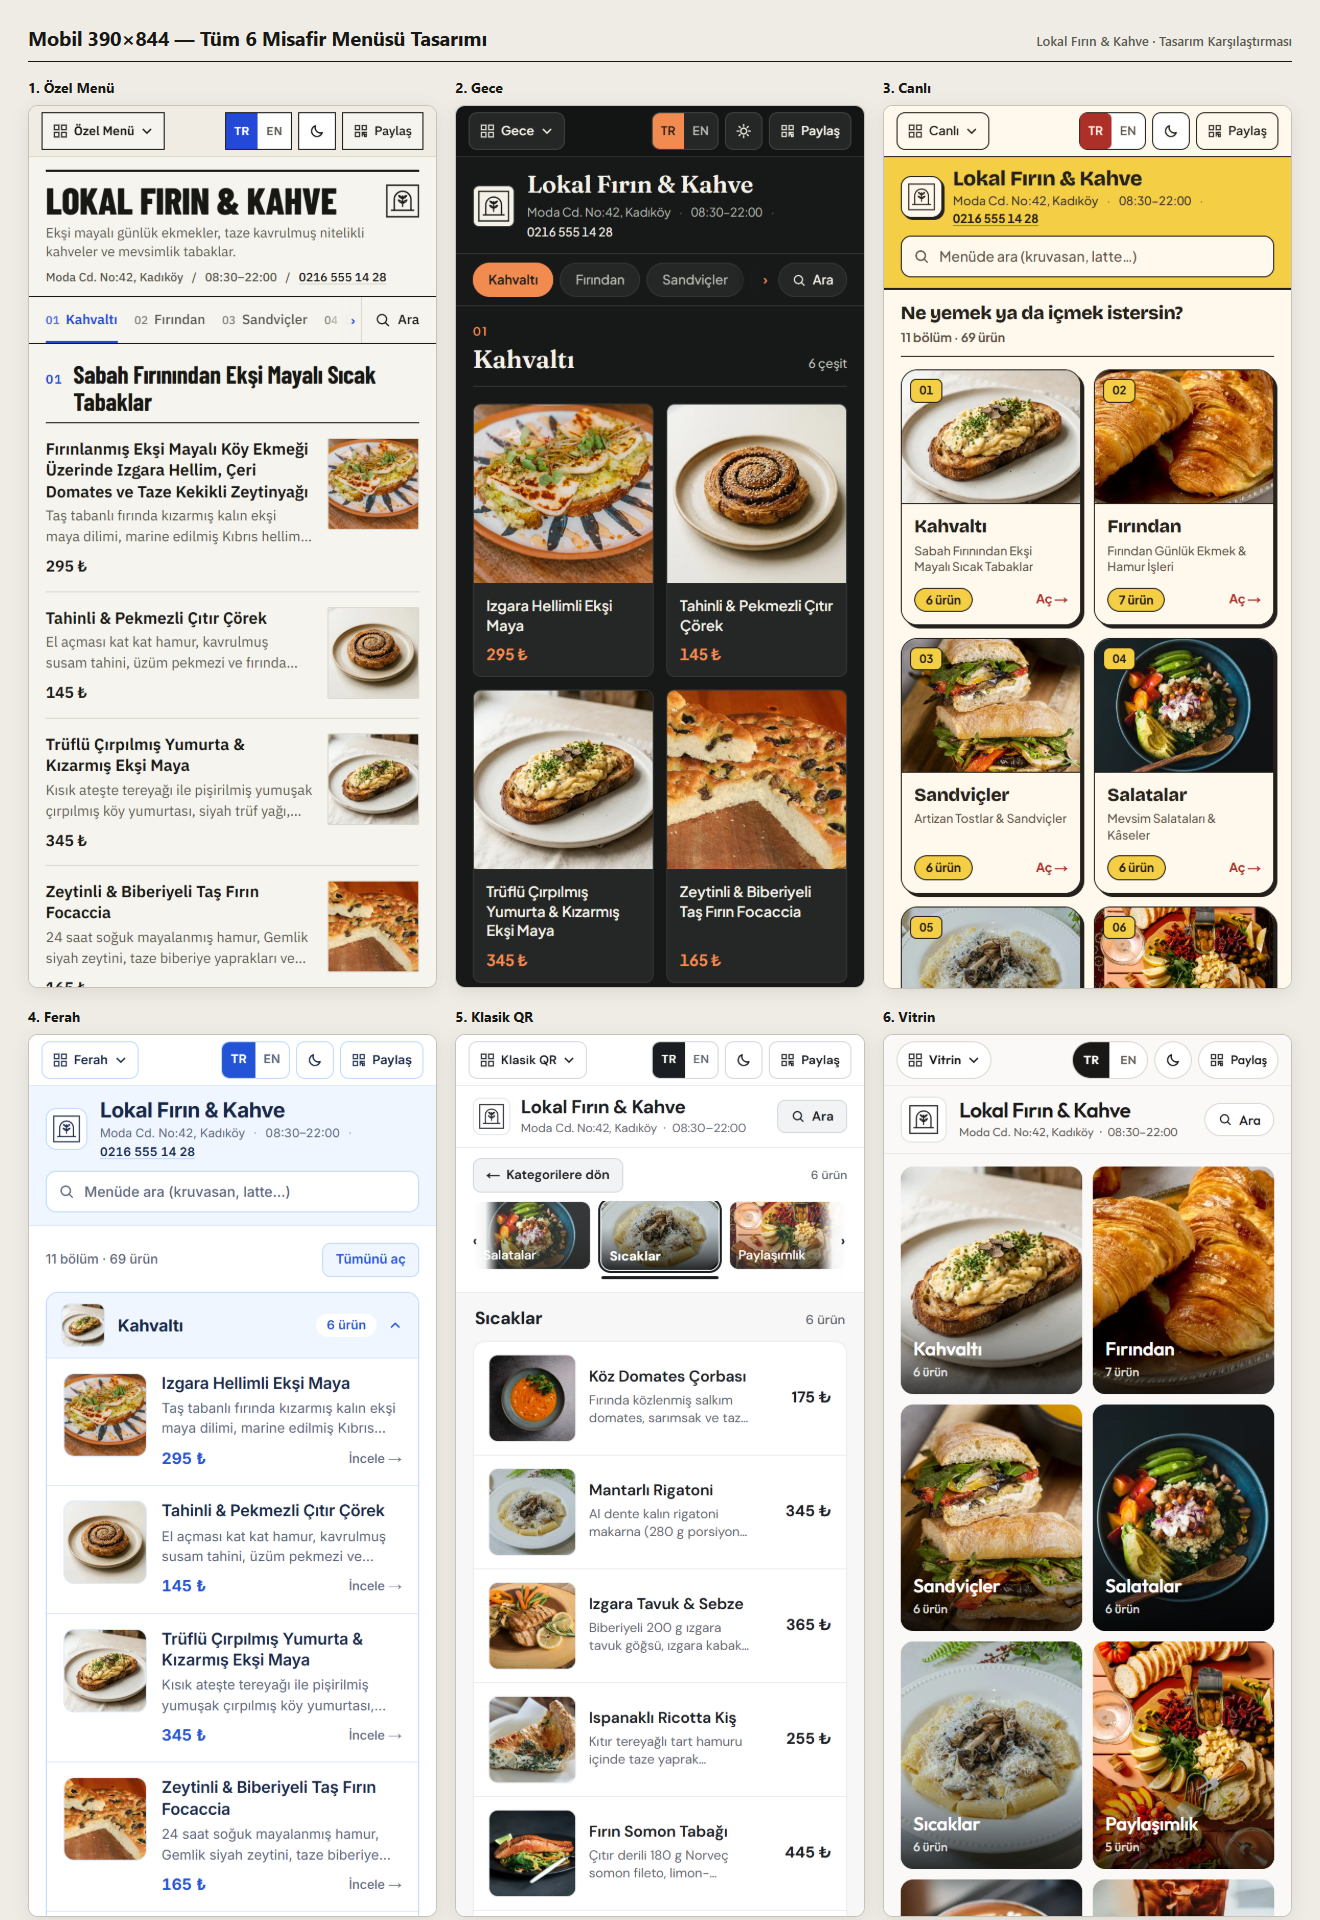 Mobil 390×844 — Tüm 6 Misafir Menüsü Tasarımı
Lokal Fırın & Kahve · Tasarım Karşılaştırması
1. Özel Menü
Özel Menü
TR
EN
Paylaş
LOKAL FIRIN & KAHVE
Ekşi mayalı günlük ekmekler, taze kavrulmuş nitelikli
kahveler ve mevsimlik tabaklar.
Moda Cd. No:42, Kadıköy / 08:30–22:00 / 0216 555 14 28
01 Kahvaltı
02 Fırından
03 Sandviçler
04
›
Ara
01 Sabah Fırınından Ekşi Mayalı Sıcak
Tabaklar
Fırınlanmış Ekşi Mayalı Köy Ekmeği
Üzerinde Izgara Hellim, Çeri
Domates ve Taze Kekikli Zeytinyağı
Taş tabanlı fırında kızarmış kalın ekşi
maya dilimi, marine edilmiş Kıbrıs hellim…
295 ₺
Tahinli & Pekmezli Çıtır Çörek
El açması kat kat hamur, kavrulmuş
susam tahini, üzüm pekmezi ve fırında…
145 ₺
Trüflü Çırpılmış Yumurta &
Kızarmış Ekşi Maya
Kısık ateşte tereyağı ile pişirilmiş yumuşak
çırpılmış köy yumurtası, siyah trüf yağı,…
345 ₺
Zeytinli & Biberiyeli Taş Fırın
Focaccia
24 saat soğuk mayalanmış hamur, Gemlik
siyah zeytini, taze biberiye yaprakları ve…
165 ₺
2. Gece
Gece
TR
EN
Paylaş
Lokal Fırın & Kahve
Moda Cd. No:42, Kadıköy · 08:30–22:00 ·
0216 555 14 28
Kahvaltı
Fırından
Sandviçler
›
Ara
01
Kahvaltı
6 çeşit
Izgara Hellimli Ekşi
Maya
295 ₺
Tahinli & Pekmezli Çıtır
Çörek
145 ₺
Trüflü Çırpılmış
Yumurta & Kızarmış
Ekşi Maya
345 ₺
Zeytinli & Biberiyeli
Taş Fırın Focaccia
165 ₺
3. Canlı
Canlı
TR
EN
Paylaş
Lokal Fırın & Kahve
Moda Cd. No:42, Kadıköy · 08:30–22:00 ·
0216 555 14 28
Menüde ara (kruvasan, latte…)
Ne yemek ya da içmek istersin?
11 bölüm · 69 ürün
01
Kahvaltı
Sabah Fırınından Ekşi
Mayalı Sıcak Tabaklar
6 ürün
Aç→
02
Fırından
Fırından Günlük Ekmek &
Hamur İşleri
7 ürün
Aç→
03
Sandviçler
Artizan Tostlar & Sandviçler
6 ürün
Aç→
04
Salatalar
Mevsim Salataları &
Kâseler
6 ürün
Aç→
05
06
4. Ferah
Ferah
TR
EN
Paylaş
Lokal Fırın & Kahve
Moda Cd. No:42, Kadıköy · 08:30–22:00 ·
0216 555 14 28
Menüde ara (kruvasan, latte…)
11 bölüm · 69 ürün
Tümünü aç
Kahvaltı
6 ürün
Izgara Hellimli Ekşi Maya
Taş tabanlı fırında kızarmış kalın ekşi
maya dilimi, marine edilmiş Kıbrıs…
295 ₺
İncele →
Tahinli & Pekmezli Çıtır Çörek
El açması kat kat hamur, kavrulmuş
susam tahini, üzüm pekmezi ve…
145 ₺
İncele →
Trüflü Çırpılmış Yumurta &
Kızarmış Ekşi Maya
Kısık ateşte tereyağı ile pişirilmiş
yumuşak çırpılmış köy yumurtası,…
345 ₺
İncele →
Zeytinli & Biberiyeli Taş Fırın
Focaccia
24 saat soğuk mayalanmış hamur,
Gemlik siyah zeytini, taze biberiye…
165 ₺
İncele →
5. Klasik QR
Klasik QR
TR
EN
Paylaş
Lokal Fırın & Kahve
Moda Cd. No:42, Kadıköy · 08:30–22:00
Ara
← Kategorilere dön
6 ürün
‹
Salatalar
Sıcaklar
Paylaşımlık
›
Sıcaklar
6 ürün
Köz Domates Çorbası
Fırında közlenmiş salkım
domates, sarımsak ve taz…
175 ₺
Mantarlı Rigatoni
Al dente kalın rigatoni
makarna (280 g porsiyon…
345 ₺
Izgara Tavuk & Sebze
Biberiyeli 200 g ızgara
tavuk göğsü, ızgara kabak…
365 ₺
Ispanaklı Ricotta Kiş
Kıtır tereyağlı tart hamuru
içinde taze yaprak…
255 ₺
Fırın Somon Tabağı
Çıtır derili 180 g Norveç
somon fileto, limon-…
445 ₺
6. Vitrin
Vitrin
TR
EN
Paylaş
Lokal Fırın & Kahve
Moda Cd. No:42, Kadıköy · 08:30–22:00
Ara
Kahvaltı
6 ürün
Fırından
7 ürün
Sandviçler
6 ürün
Salatalar
6 ürün
Sıcaklar
6 ürün
Paylaşımlık
5 ürün